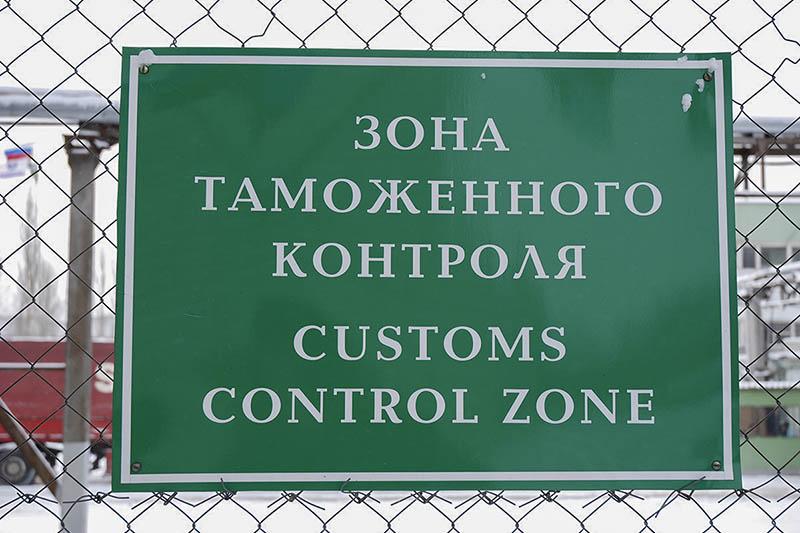 ЗОНА
ТАМОЖЕННОГО
КОНТРОЛЯ
CUSTOMS
CONTROL ZONE